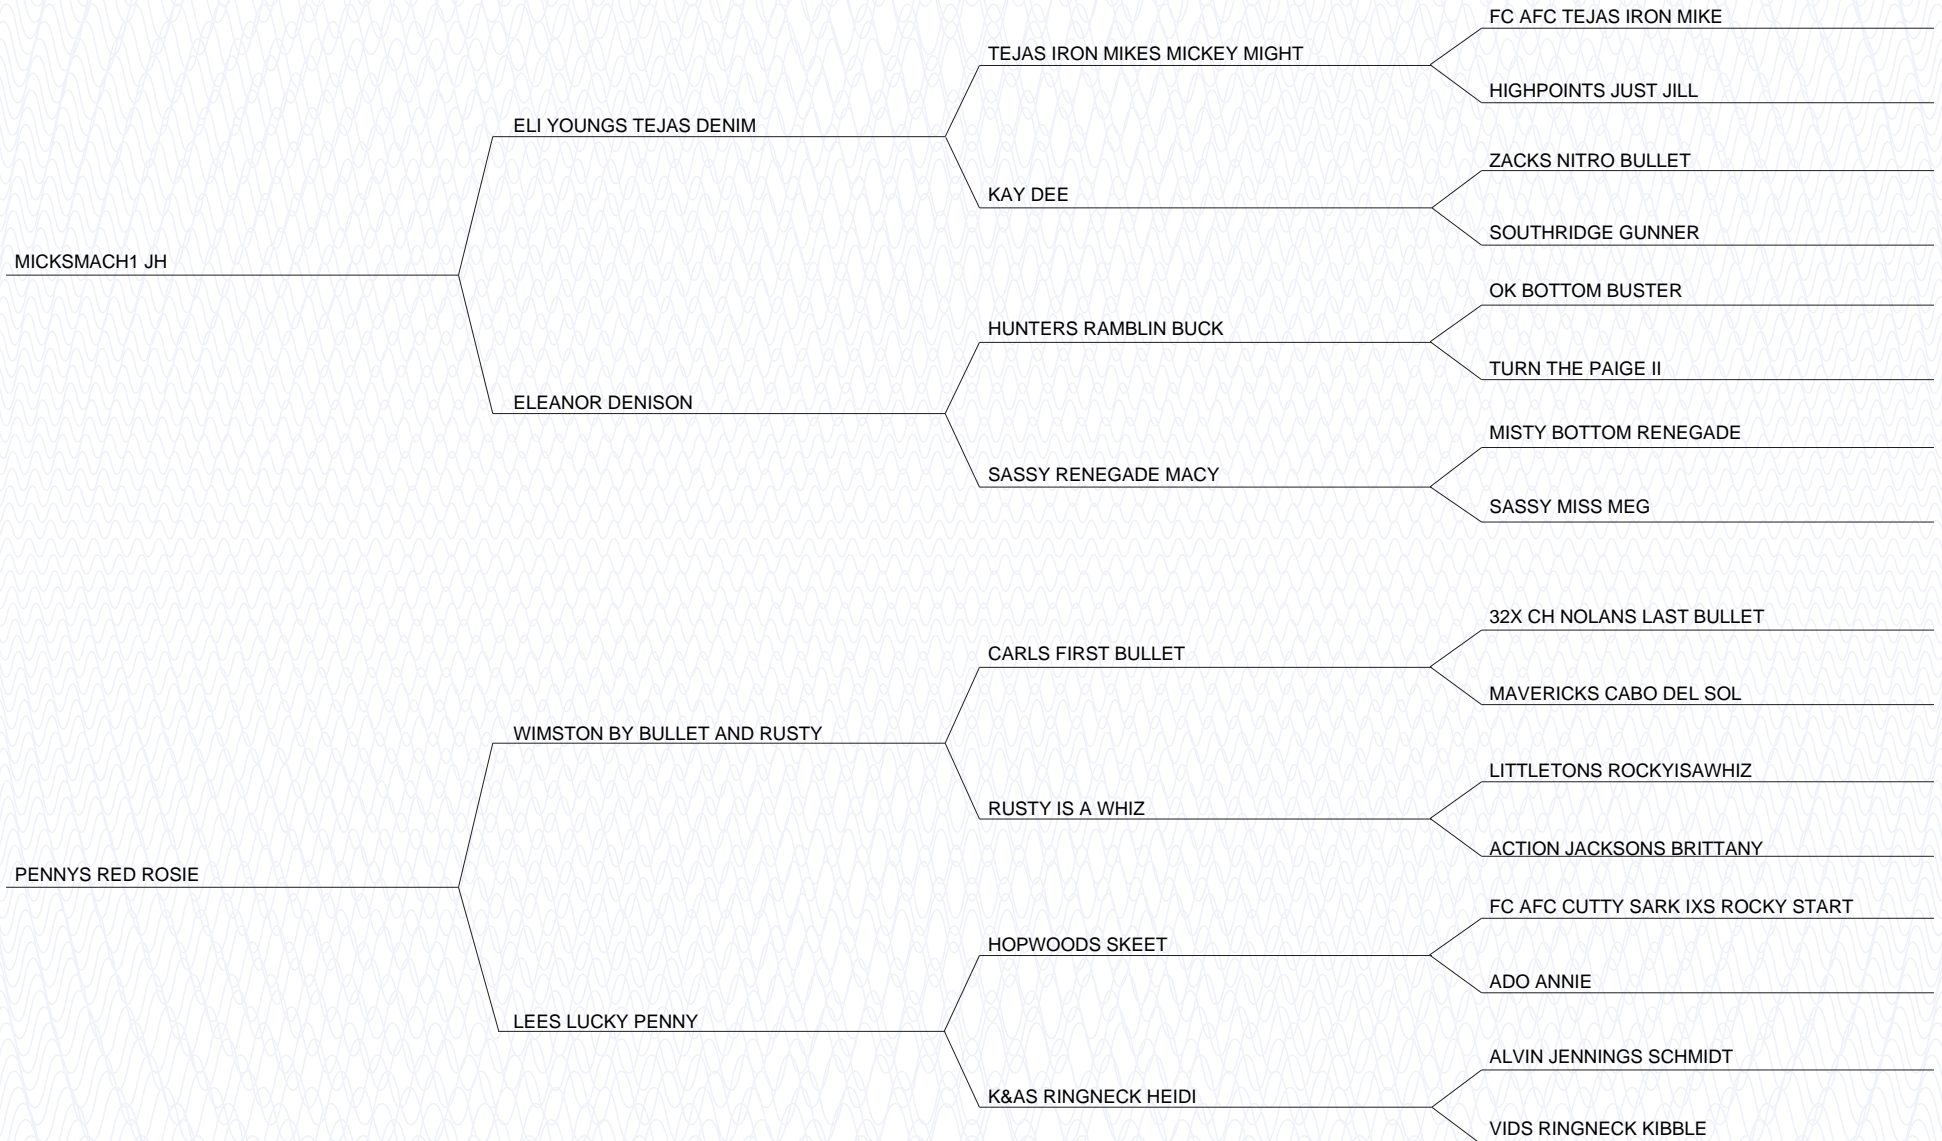 FC AFC TEJAS IRON MIKE
TEJAS IRON MIKES MICKEY MIGHT
HIGHPOINTS JUST JILL
ELI YOUNGS TEJAS DENIM
ZACKS NITRO BULLET
KAY DEE
SOUTHRIDGE GUNNER
MICKSMACH1 JH
OK BOTTOM BUSTER
HUNTERS RAMBLIN BUCK
TURN THE PAIGE II
ELEANOR DENISON
MISTY BOTTOM RENEGADE
SASSY RENEGADE MACY
SASSY MISS MEG
32X CH NOLANS LAST BULLET
CARLS FIRST BULLET
MAVERICKS CABO DEL SOL
WIMSTON BY BULLET AND RUSTY
LITTLETONS ROCKYISAWHIZ
RUSTY IS A WHIZ
ACTION JACKSONS BRITTANY
PENNYS RED ROSIE
FC AFC CUTTY SARK IXS ROCKY START
HOPWOODS SKEET
ADO ANNIE
LEES LUCKY PENNY
ALVIN JENNINGS SCHMIDT
K&AS RINGNECK HEIDI
VIDS RINGNECK KIBBLE